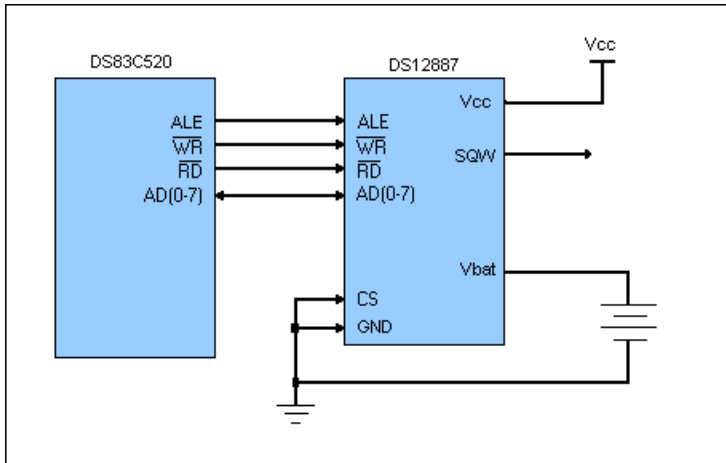 Vcc
DS83C520
DS12887
Vcc
ALE
ALE
WR
WR
SQW
RD
RD
AD(0-7)
AD(0-7)
Vbat
CS
GND